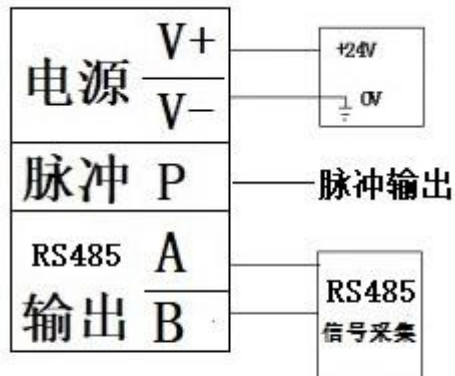 电源 V+
V-
+24V
0V
脉冲 P
脉冲输出
RS485 A
输出 B
RS485
信号采集